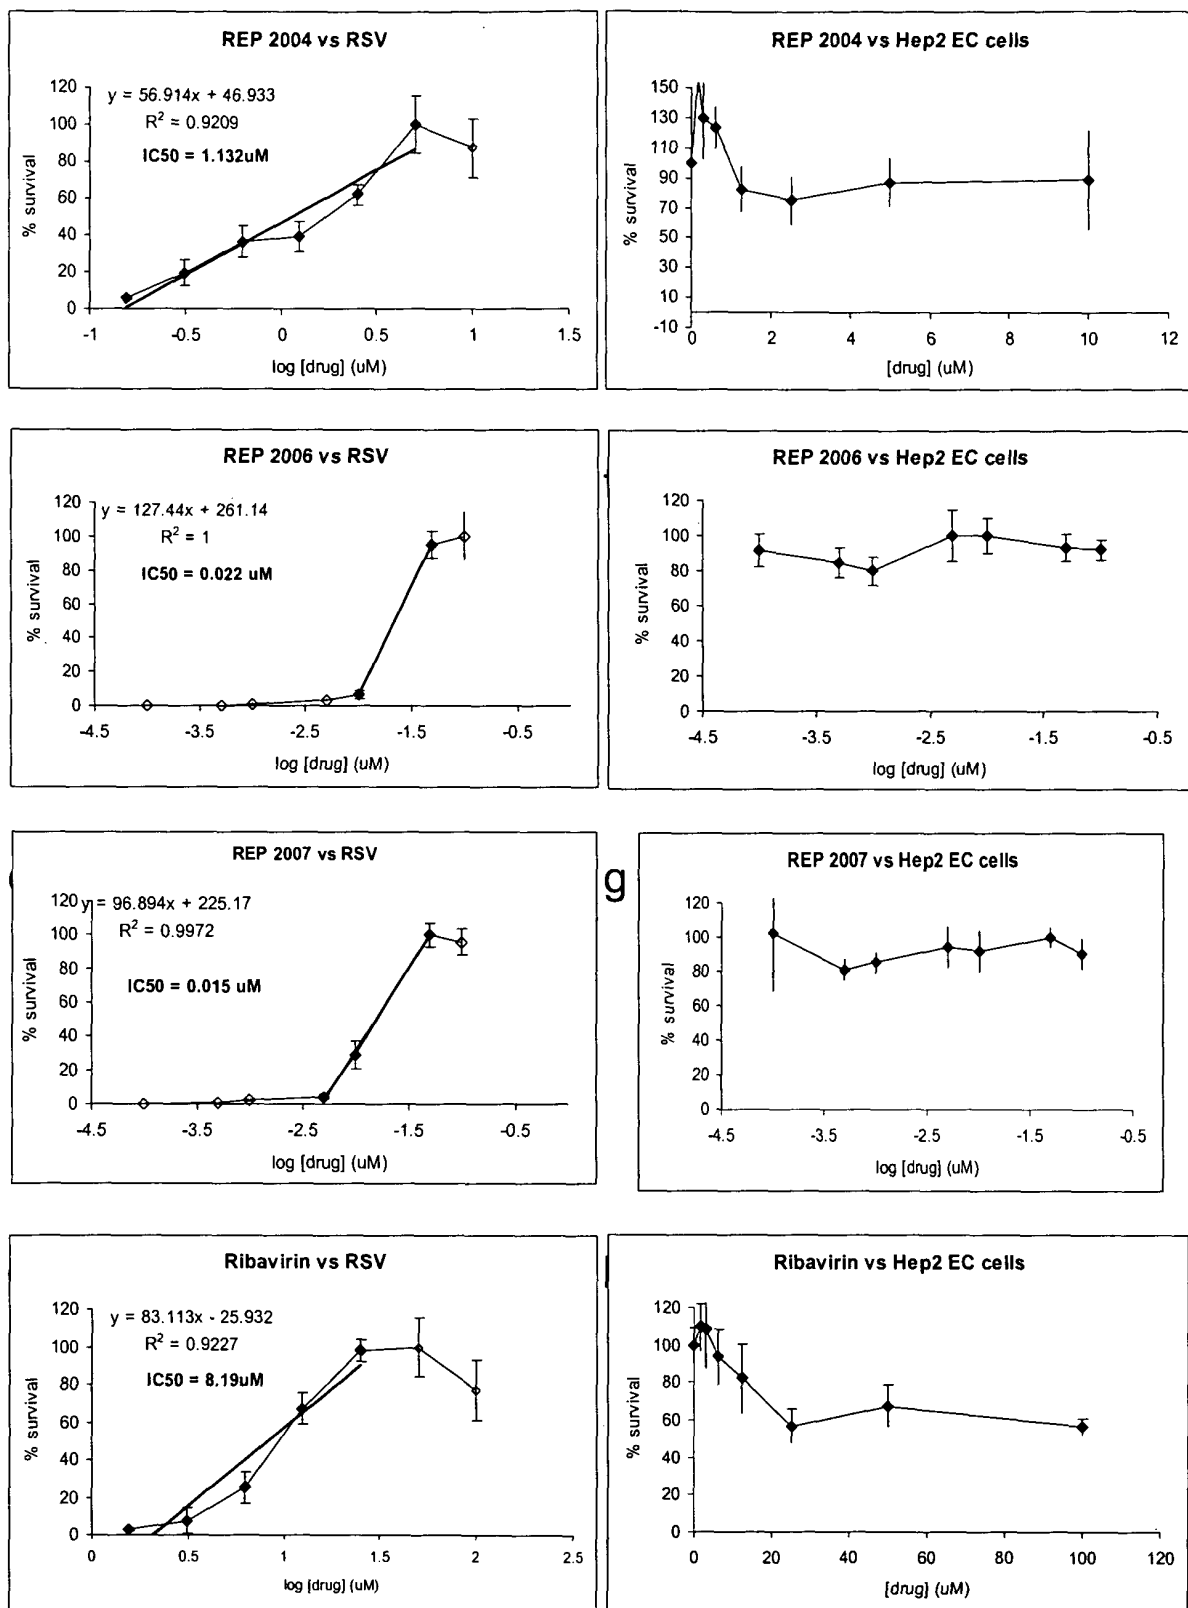 REP 2004 vs RSV
120
100
80
60
40
20
0
y = 56.914x + 46.933
R² = 0.9209
IC50 = 1.132uM
% survival
-1
-0.5
0
0.5
1
1.5
log [drug] (uM)
REP 2004 vs Hep2 EC cells
150
130
110
90
70
50
30
10
-10
% survival
0
2
4
6
8
10
12
[drug] (uM)
REP 2006 vs RSV
120
100
80
60
40
20
0
y = 127.44x + 261.14
R² = 1
IC50 = 0.022 uM
% survival
-4.5
-3.5
-2.5
-1.5
-0.5
log [drug] (uM)
REP 2006 vs Hep2 EC cells
120
100
80
60
40
20
0
% survival
-4.5
-3.5
-2.5
-1.5
-0.5
log [drug] (uM)
REP 2007 vs RSV
120
100
80
60
40
20
0
y = 96.894x + 225.17
R² = 0.9972
IC50 = 0.015 uM
% survival
-4.5
-3.5
-2.5
-1.5
-0.5
log [drug] (uM)
g
REP 2007 vs Hep2 EC cells
120
100
80
60
40
20
0
% survival
-4.5
-3.5
-2.5
-1.5
-0.5
log [drug] (uM)
Ribavirin vs RSV
120
100
80
60
40
20
0
y = 83.113x - 25.932
R² = 0.9227
IC50 = 8.19uM
% survival
0
0.5
1
1.5
2
2.5
log [drug] (uM)
Ribavirin vs Hep2 EC cells
120
100
80
60
40
20
0
% survival
0
20
40
60
80
100
120
[drug] (uM)